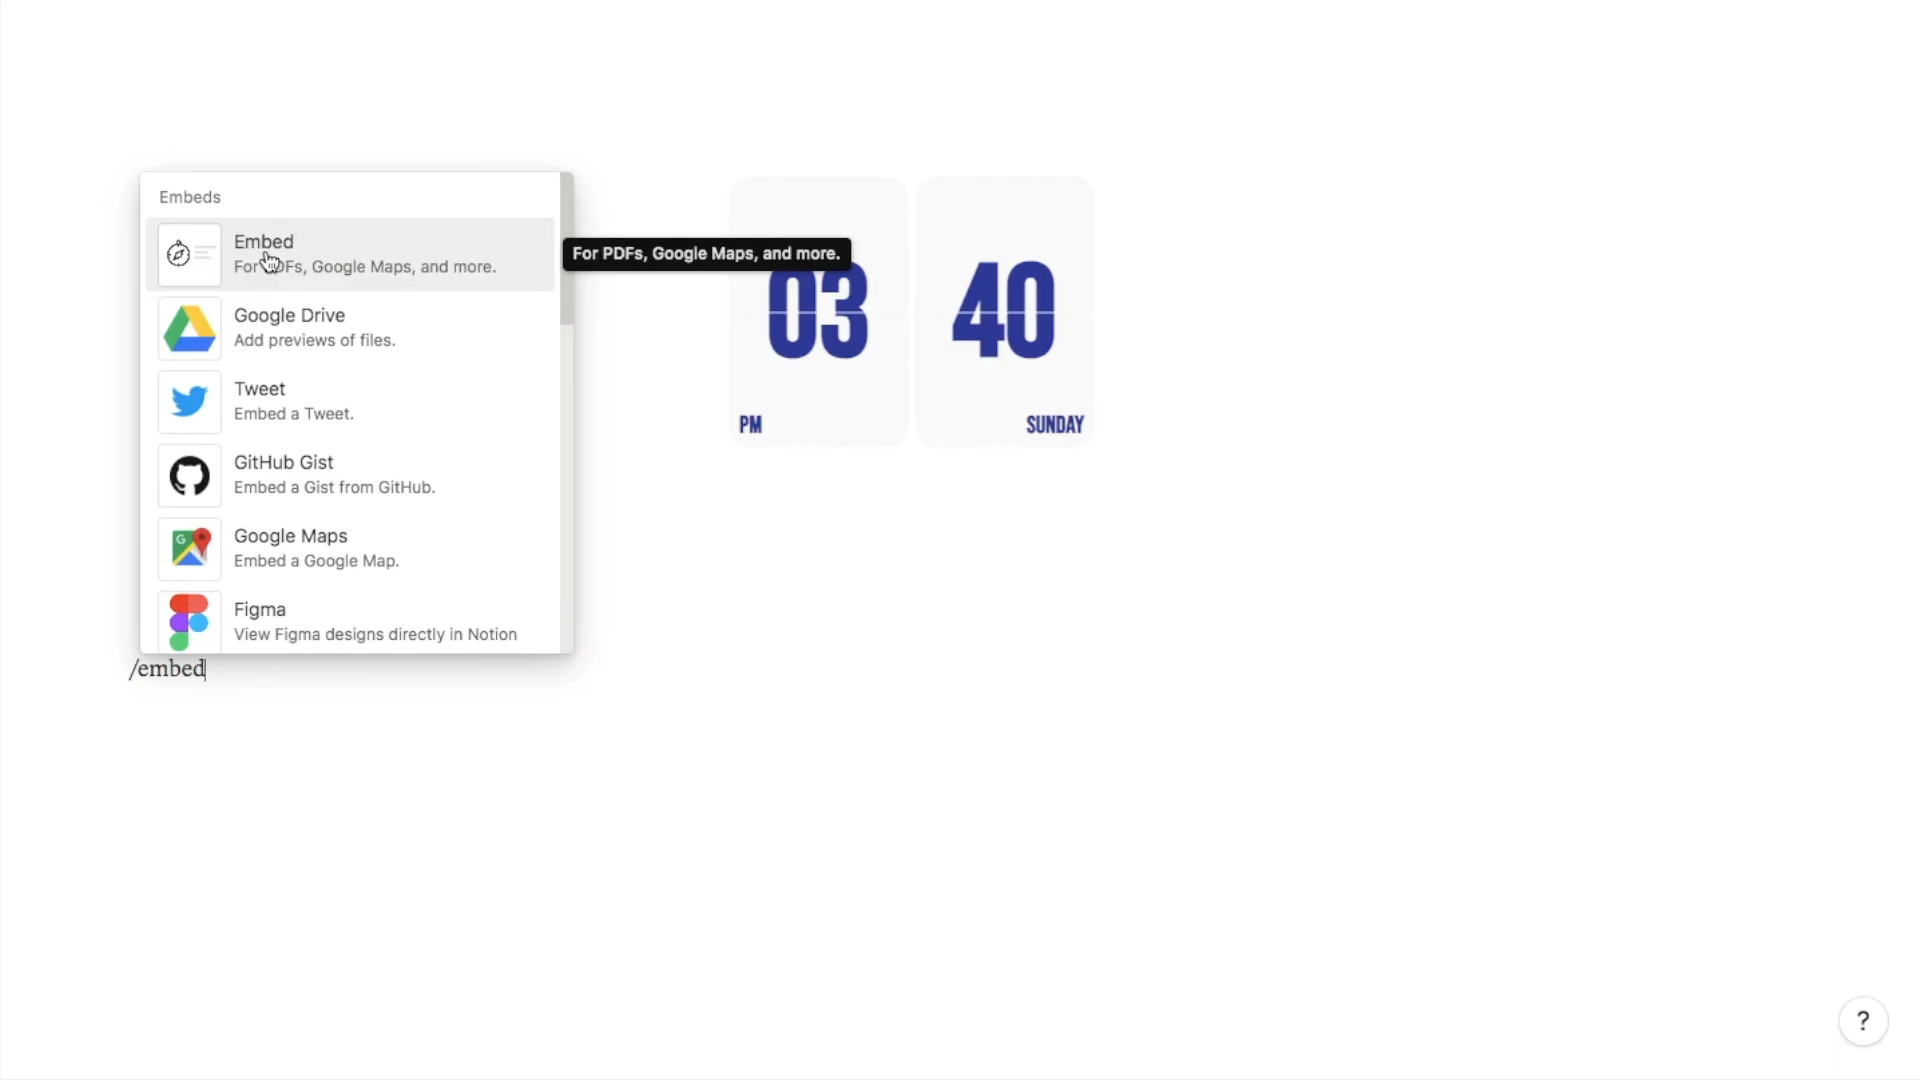 Embeds
Embed
For PDFs, Google Maps, and more.
For PDFs, Google Maps, and more.
Google Drive
Add previews of files.
Tweet
Embed a Tweet.
GitHub Gist
Embed a Gist from GitHub.
G
Google Maps
Embed a Google Map.
Figma
View Figma designs directly in Notion
/embed
03
40
PM
SUNDAY
?